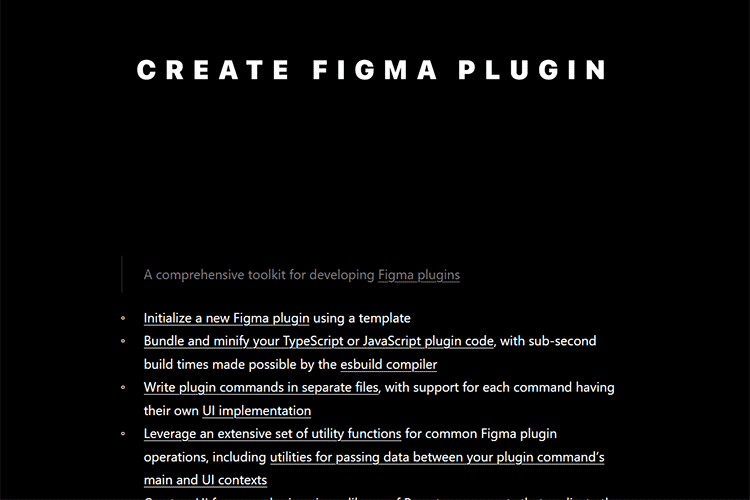 CREATE FIGMA PLUGIN
A comprehensive toolkit for developing Figma plugins
Initialize a new Figma plugin using a template
Bundle and minify your TypeScript or JavaScript plugin code, with sub-second
build times made possible by the esbuild compiler
Write plugin commands in separate files, with support for each command having
their own UI implementation
Leverage an extensive set of utility functions for common Figma plugin
operations, including utilities for passing data between your plugin command’s
main and UI contexts